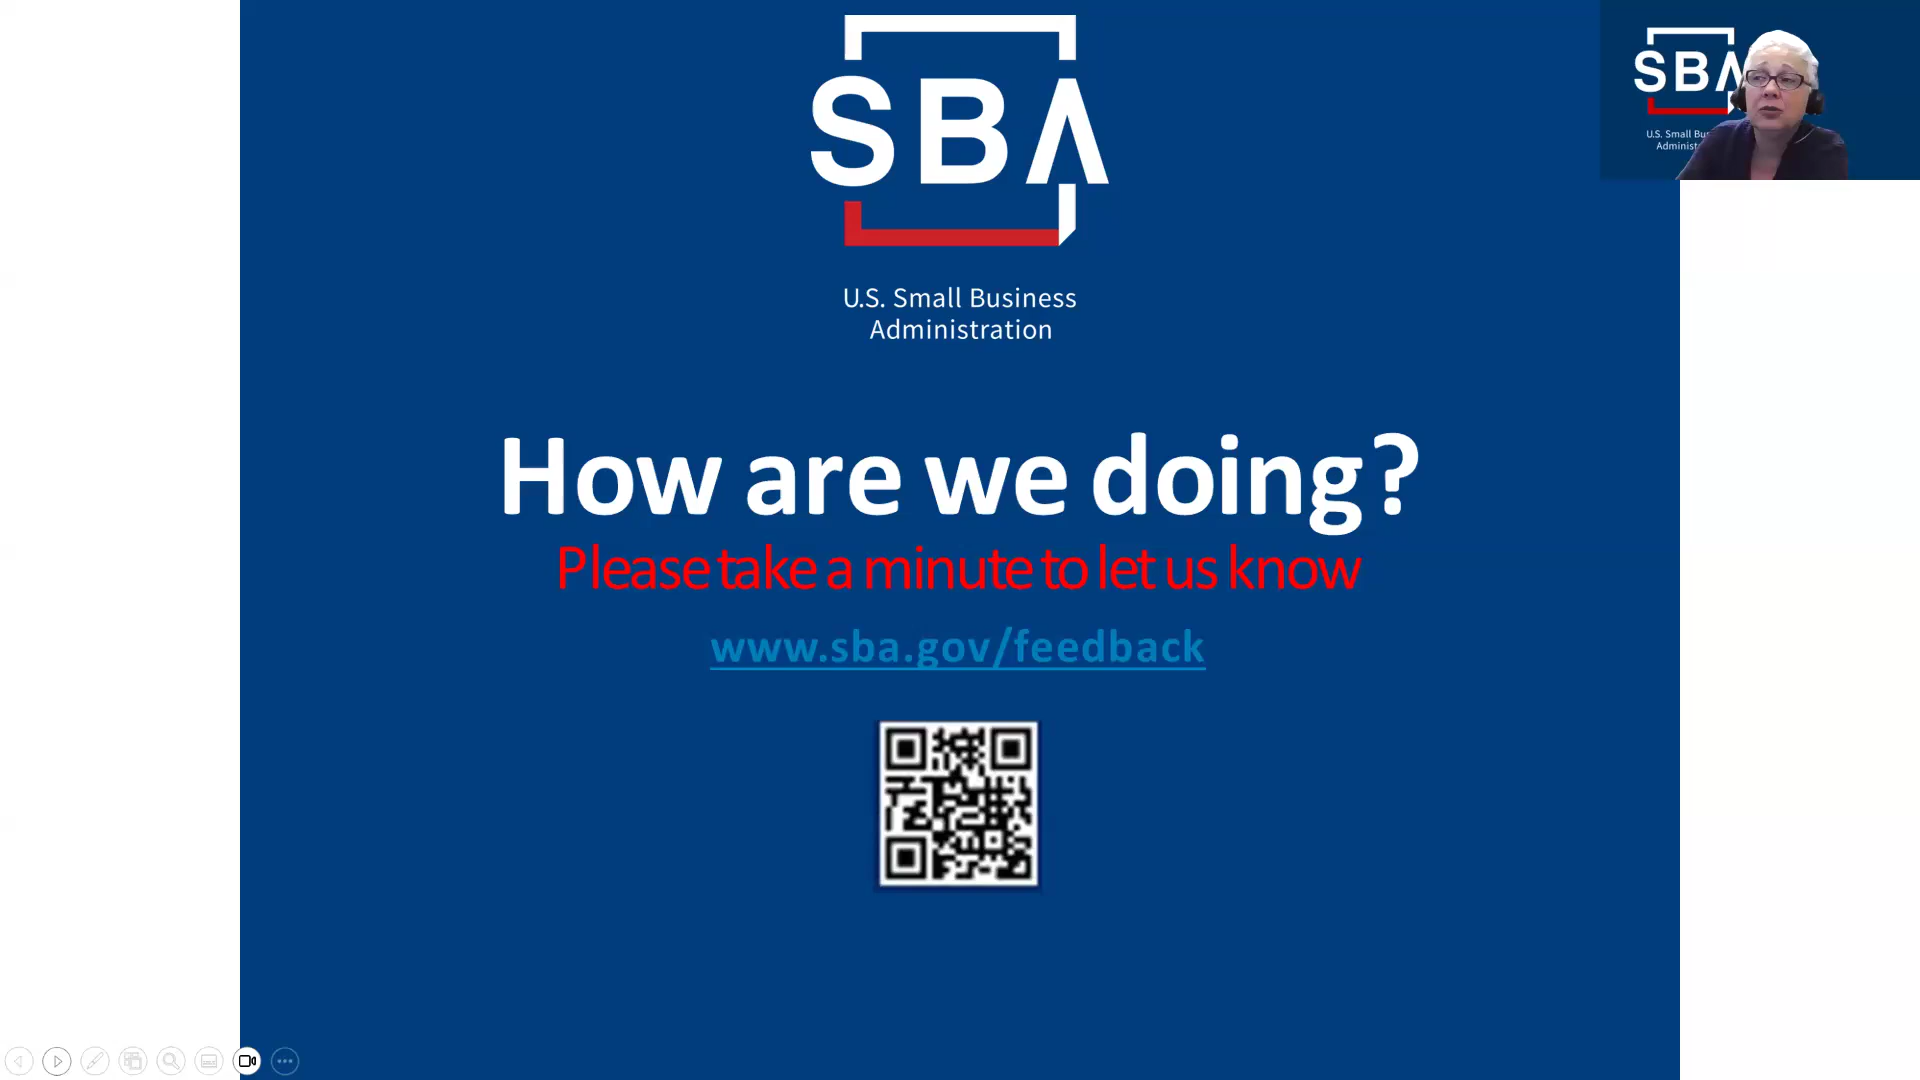 SBA
U.S. Small Business
Administration
How are we doing?
Please take a minute to let us know
www.sba.gov/feedback
SBA
U.S. Small Bus
Administ